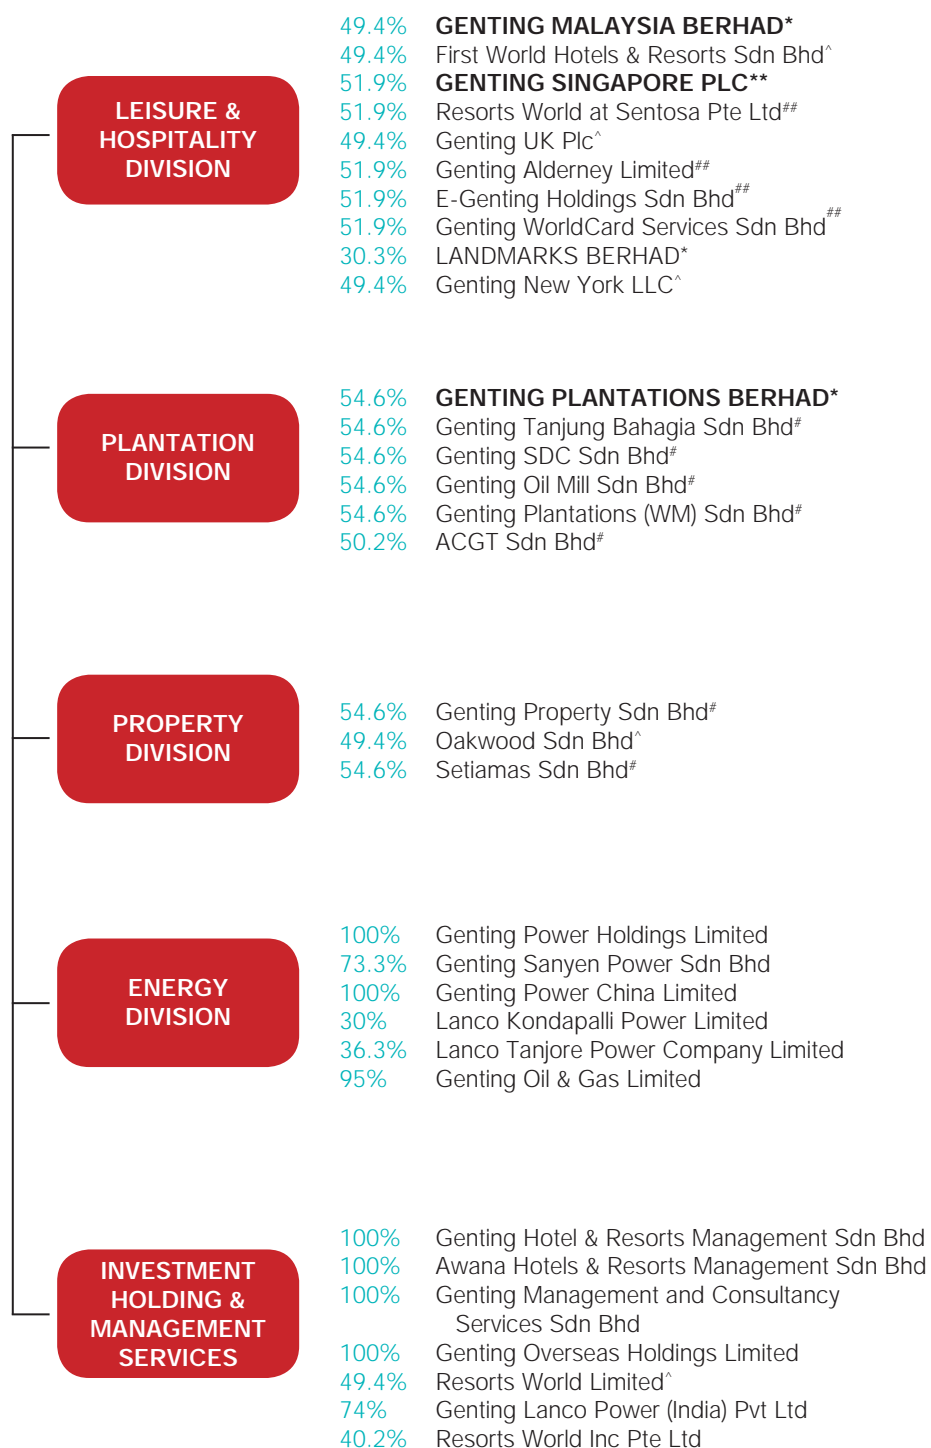 LEISURE &
HOSPITALITY
DIVISION
49.4% GENTING MALAYSIA BERHAD*
49.4% First World Hotels & Resorts Sdn Bhd^
51.9% GENTING SINGAPORE PLC**
51.9% Resorts World at Sentosa Pte Ltd##
49.4% Genting UK Plc^
51.9% Genting Alderney Limited##
51.9% E-Genting Holdings Sdn Bhd##
51.9% Genting WorldCard Services Sdn Bhd##
30.3% LANDMARKS BERHAD*
49.4% Genting New York LLC^
PLANTATION
DIVISION
54.6% GENTING PLANTATIONS BERHAD*
54.6% Genting Tanjung Bahagia Sdn Bhd#
54.6% Genting SDC Sdn Bhd#
54.6% Genting Oil Mill Sdn Bhd#
54.6% Genting Plantations (WM) Sdn Bhd#
50.2% ACGT Sdn Bhd#
PROPERTY
DIVISION
54.6% Genting Property Sdn Bhd#
49.4% Oakwood Sdn Bhd^
54.6% Setiamas Sdn Bhd#
ENERGY
DIVISION
100% Genting Power Holdings Limited
73.3% Genting Sanyen Power Sdn Bhd
100% Genting Power China Limited
30% Lanco Kondapalli Power Limited
36.3% Lanco Tanjore Power Company Limited
95% Genting Oil & Gas Limited
INVESTMENT
HOLDING &
MANAGEMENT
SERVICES
100% Genting Hotel & Resorts Management Sdn Bhd
100% Awana Hotels & Resorts Management Sdn Bhd
100% Genting Management and Consultancy
Services Sdn Bhd
100% Genting Overseas Holdings Limited
49.4% Resorts World Limited^
74% Genting Lanco Power (India) Pvt Ltd
40.2% Resorts World Inc Pte Ltd